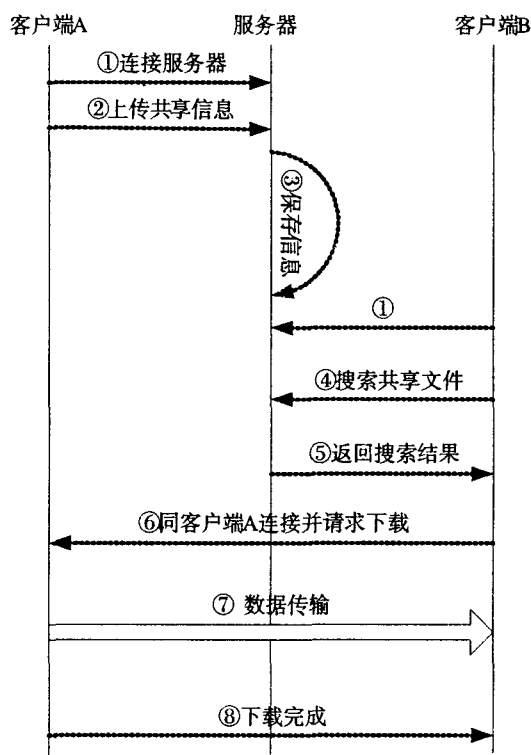 客户端A 服务器 客户端B
①连接服务器
②上传共享信息
③保存信息
①
④搜索共享文件
⑤返回搜索结果
⑥同客户端A连接并请求下载
⑦ 数据传输
⑧下载完成